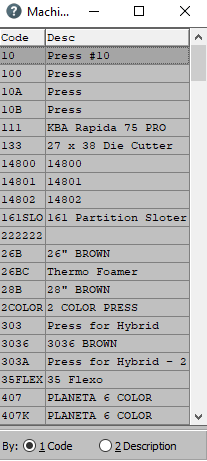 Machi...
Code Desc
10 Press #10
100 Press
10A Press
10B Press
111 KBA Rapida 75 PRO
133 27 x 38 Die Cutter
14800 14800
14801 14801
14802 14802
161SLO 161 Partition Sloter
222222
26B 26" BROWN
26BC Thermo Foamer
28B 28" BROWN
2COLOR 2 COLOR PRESS
303 Press for Hybrid
3036 3036 BROWN
303A Press for Hybrid - 2
35FLEX 35 Flexo
407 PLANETA 6 COLOR
407K PLANETA 6 COLOR
By: 1 Code 2 Description